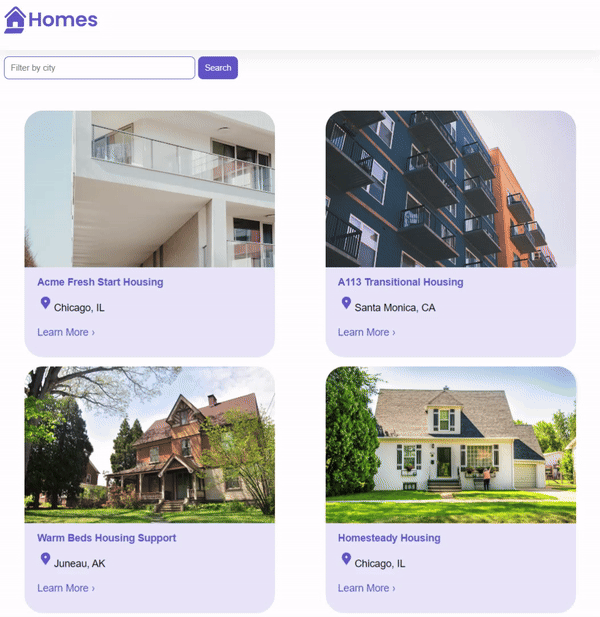 Homes
Filter by city
Search
Acme Fresh Start Housing
Chicago, IL
Learn More ›
A113 Transitional Housing
Santa Monica, CA
Learn More ›
Warm Beds Housing Support
Juneau, AK
Learn More ›
Homesteady Housing
Chicago, IL
Learn More ›